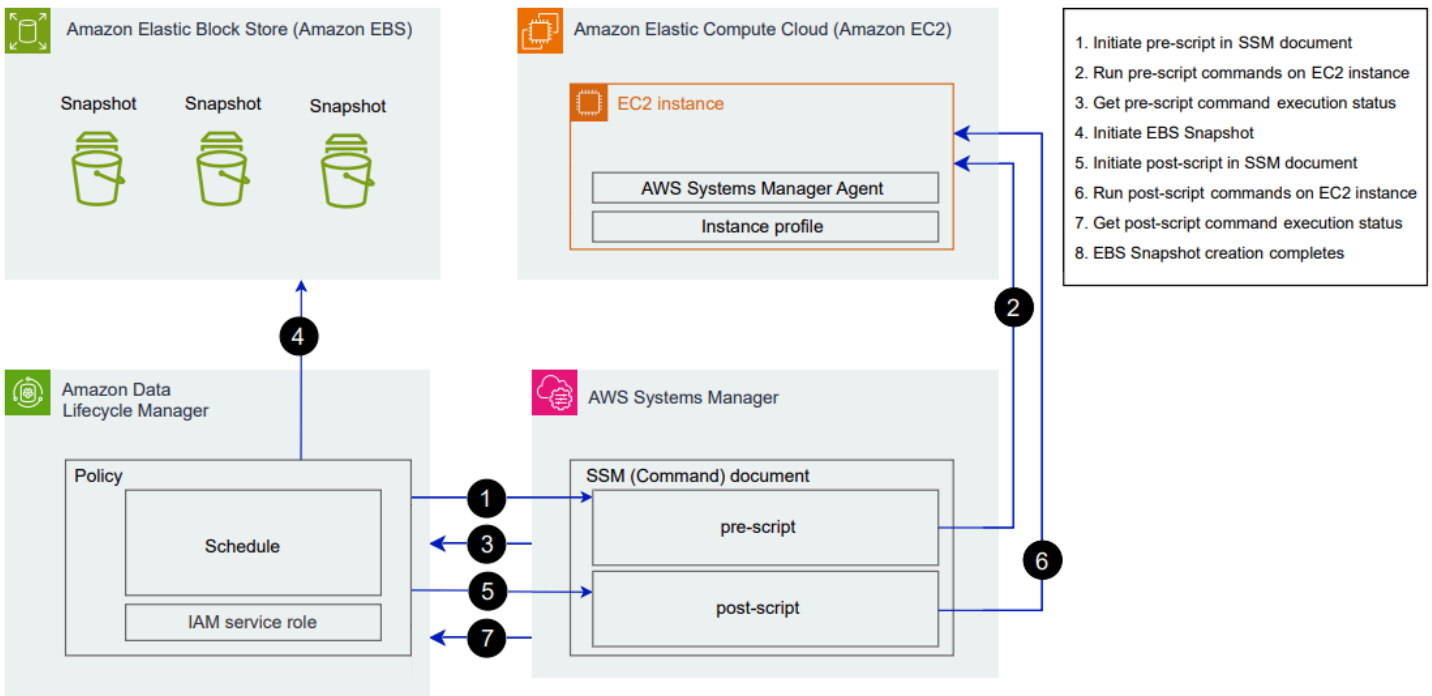 Amazon Elastic Block Store (Amazon EBS)
Snapshot
Snapshot
Snapshot
Amazon Elastic Compute Cloud (Amazon EC2)
EC2 instance
AWS Systems Manager Agent
Instance profile
1. Initiate pre-script in SSM document
2. Run pre-script commands on EC2 instance
3. Get pre-script command execution status
4. Initiate EBS Snapshot
5. Initiate post-script in SSM document
6. Run post-script commands on EC2 instance
7. Get post-script command execution status
8. EBS Snapshot creation completes
4
2
Amazon Data
Lifecycle Manager
Policy
Schedule
IAM service role
1
3
5
7
AWS Systems Manager
SSM (Command) document
pre-script
post-script
6